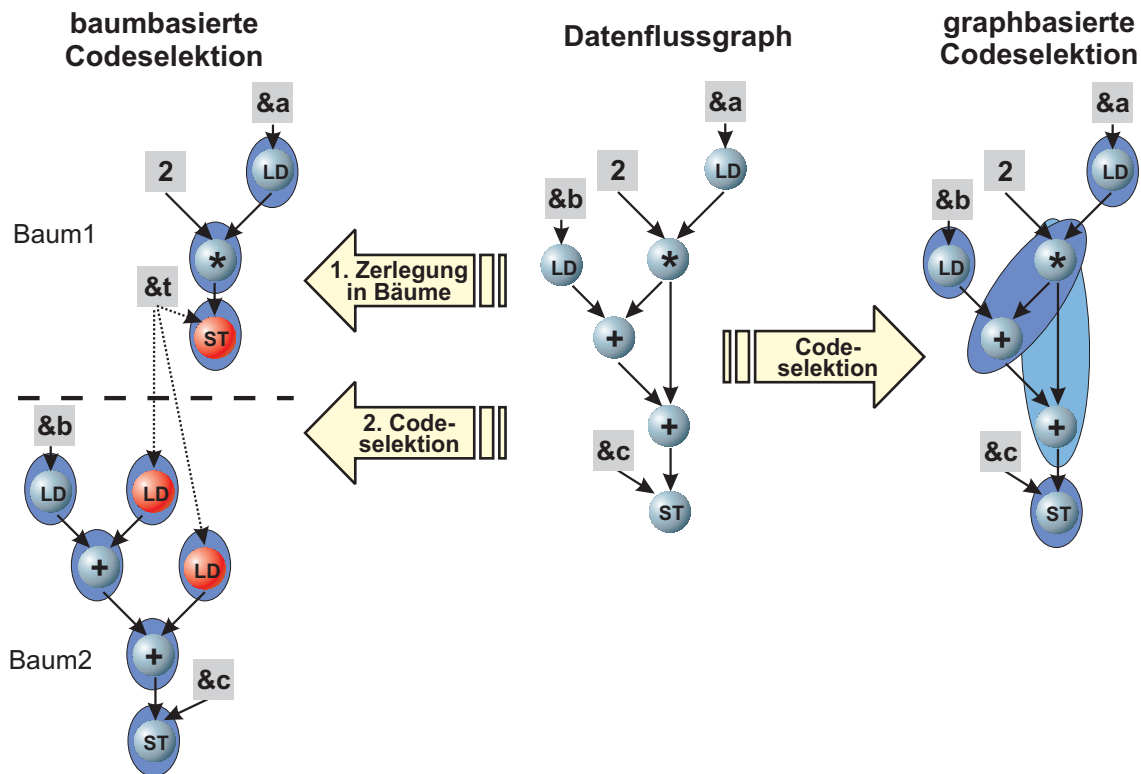 baumbasierte
Codeselektion
&a
LD
2
Baum1
*
&t
ST
&b
LD
LD
+
LD
Baum2
+
&c
ST
1. Zerlegung
in Bäume
2. Code-
selektion
Datenflussgraph
&a
LD
2
&b
LD
*
+
+
&c
ST
Code-
selektion
graphbasierte
Codeselektion
&a
LD
2
&b
LD
*
+
+
&c
ST